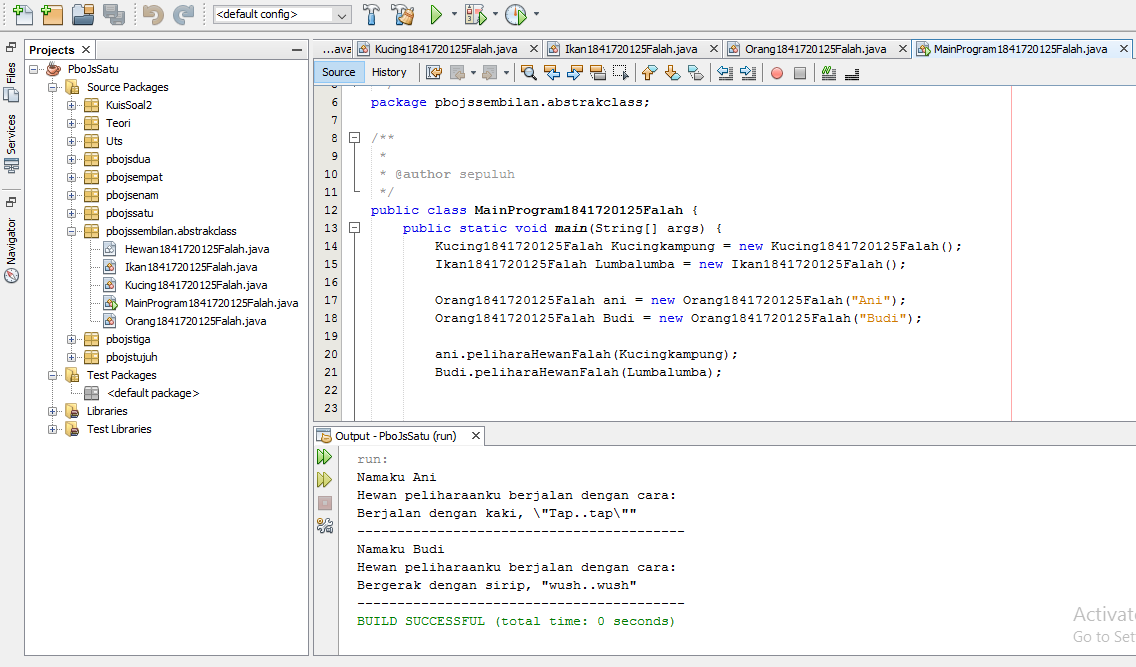 <default config>
Files
Services
Navigator
Projects
PboJsSatu
Source Packages
KuisSoal2
Teori
Uts
pbojsdua
pbojsempat
pbojsenam
pbojssatu
pbojssembilan.abstrakclass
Hewan1841720125Falah.java
Ikan1841720125Falah.java
Kucing1841720125Falah.java
MainProgram1841720125Falah.java
Orang1841720125Falah.java
pbojstiga
pbojstujuh
Test Packages
<default package>
Libraries
Test Libraries
...ava Kucing1841720125Falah.java Ikan1841720125Falah.java Orang1841720125Falah.java MainProgram1841720125Falah.java
Source History
6 package pbojssembilan.abstrakclass;
7
8 /**
9 *
10 * @author sepuluh
11 */
12 public class MainProgram1841720125Falah {
13 public static void main(String[] args) {
14 Kucing1841720125Falah Kucingkampung = new Kucing1841720125Falah();
15 Ikan1841720125Falah Lumbalumba = new Ikan1841720125Falah();
16
17 Orang1841720125Falah ani = new Orang1841720125Falah("Ani");
18 Orang1841720125Falah Budi = new Orang1841720125Falah("Budi");
19
20 ani.peliharaHewanFalah(Kucingkampung);
21 Budi.peliharaHewanFalah(Lumbalumba);
22
23
Output - PboJsSatu (run)
run:
Namaku Ani
Hewan peliharaanku berjalan dengan cara:
Berjalan dengan kaki, \"Tap..tap\""
-----------------------------------------
Namaku Budi
Hewan peliharaanku berjalan dengan cara:
Bergerak dengan sirip, "wush..wush"
-----------------------------------------
BUILD SUCCESSFUL (total time: 0 seconds)
Activat
Go to Set